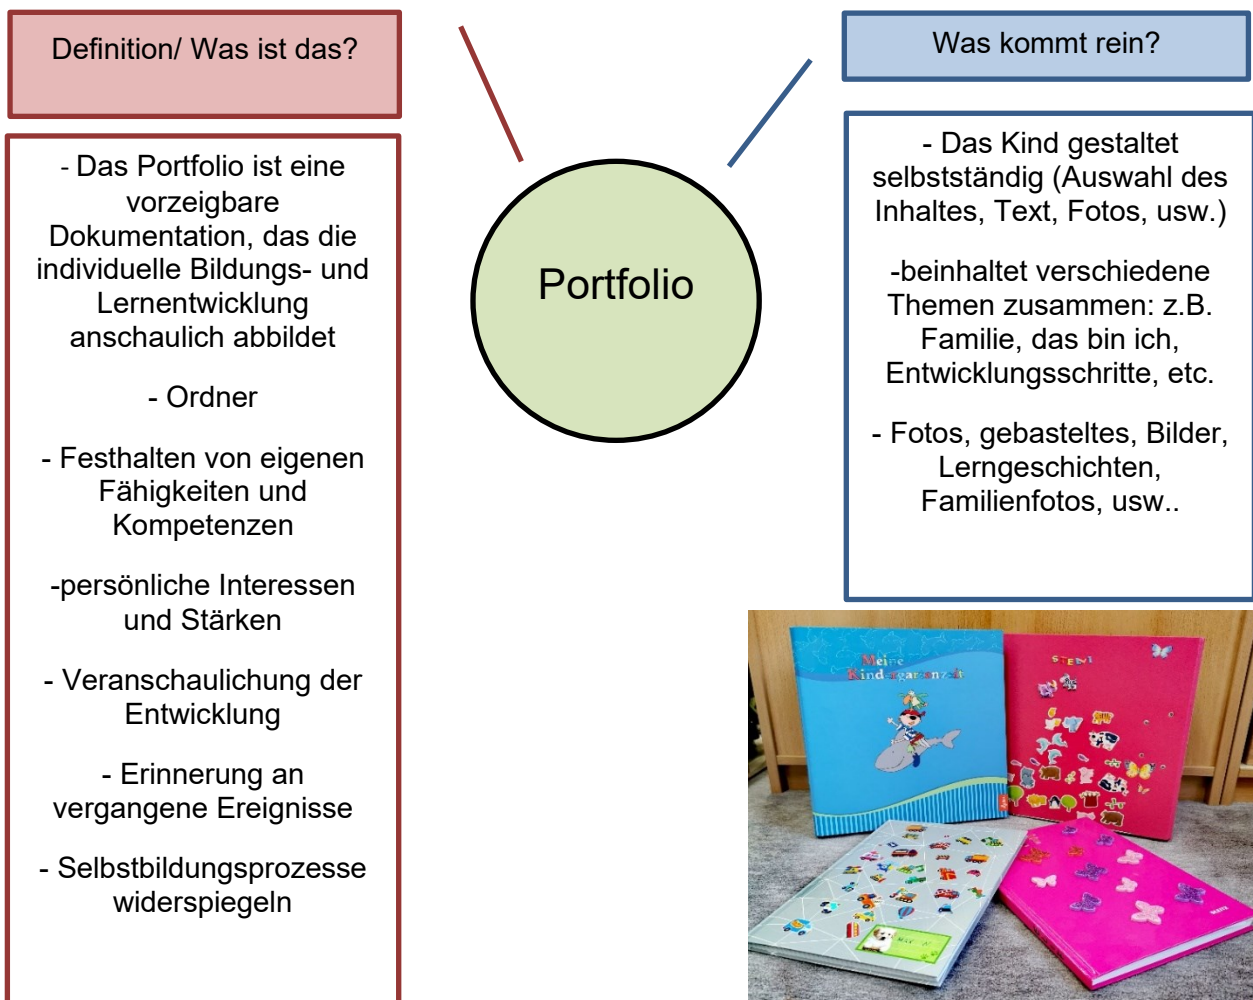 Definition/ Was ist das?
- Das Portfolio ist eine
vorzeigbare
Dokumentation, das die
individuelle Bildungs- und
Lernentwicklung
anschaulich abbildet
- Ordner
- Festhalten von eigenen
Fähigkeiten und
Kompetenzen
-persönliche Interessen
und Stärken
- Veranschaulichung der
Entwicklung
- Erinnerung an
vergangene Ereignisse
- Selbstbildungsprozesse
widerspiegeln
Portfolio
Was kommt rein?
- Das Kind gestaltet
selbstständig (Auswahl des
Inhaltes, Text, Fotos, usw.)
-beinhaltet verschiedene
Themen zusammen: z.B.
Familie, das bin ich,
Entwicklungsschritte, etc.
- Fotos, gebasteltes, Bilder,
Lerngeschichten,
Familienfotos, usw..
Meine
Kindergartenzeit